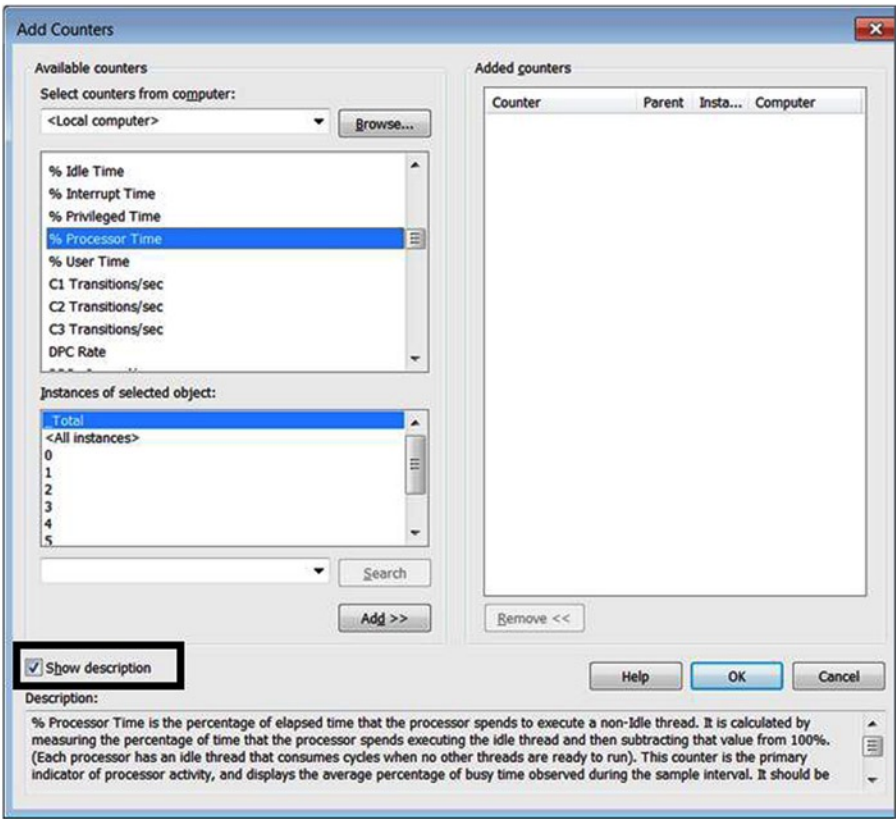 Add Counters
Available counters
Select counters from computer:
<Local computer>
Browse...
% Idle Time
% Interrupt Time
% Privileged Time
% Processor Time
% User Time
C1 Transitions/sec
C2 Transitions/sec
C3 Transitions/sec
DPC Rate
Instances of selected object:
_Total
<All instances>
0
1
2
3
4
5
Search
Add >>
Added counters
Counter Parent Insta... Computer
Remove <<
Show description
Help OK Cancel
Description:
% Processor Time is the percentage of elapsed time that the processor spends to execute a non-Idle thread. It is calculated by
measuring the percentage of time that the processor spends executing the idle thread and then subtracting that value from 100%.
(Each processor has an idle thread that consumes cycles when no other threads are ready to run). This counter is the primary
indicator of processor activity, and displays the average percentage of busy time observed during the sample interval. It should be